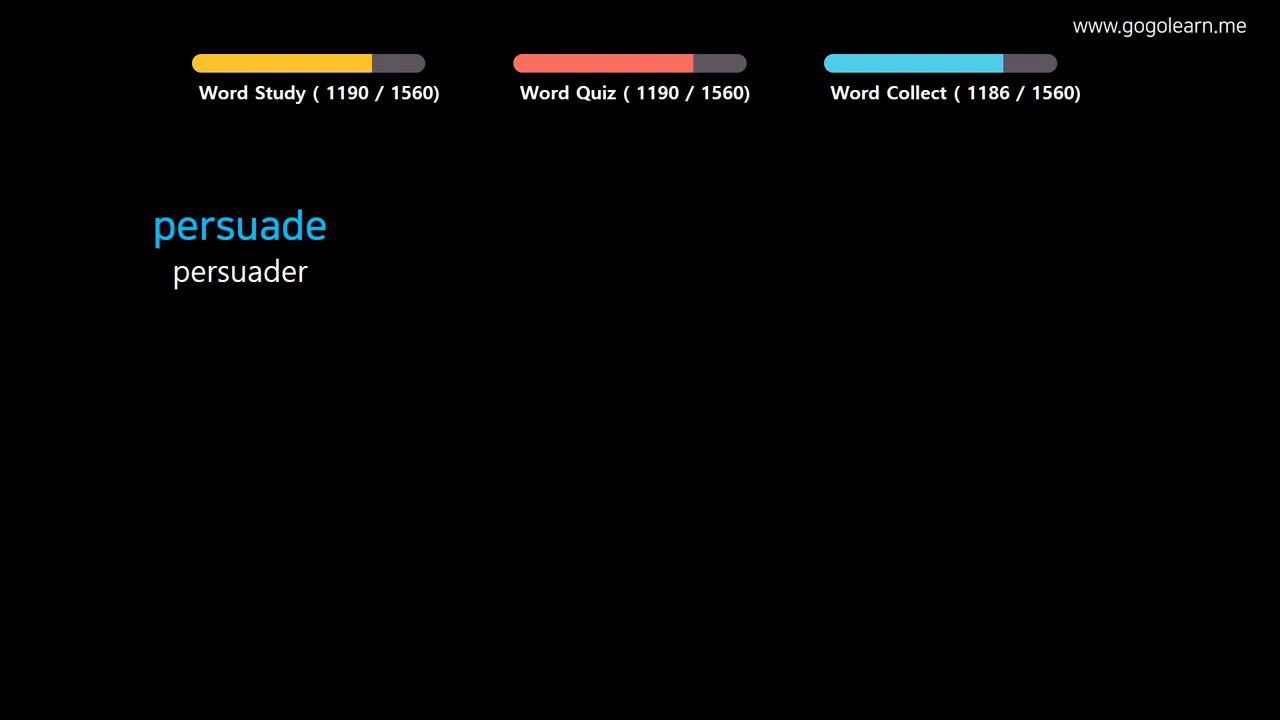 www.gogolearn.me
Word Study ( 1190 / 1560)
Word Quiz ( 1190 / 1560)
Word Collect ( 1186 / 1560)
persuade
persuader